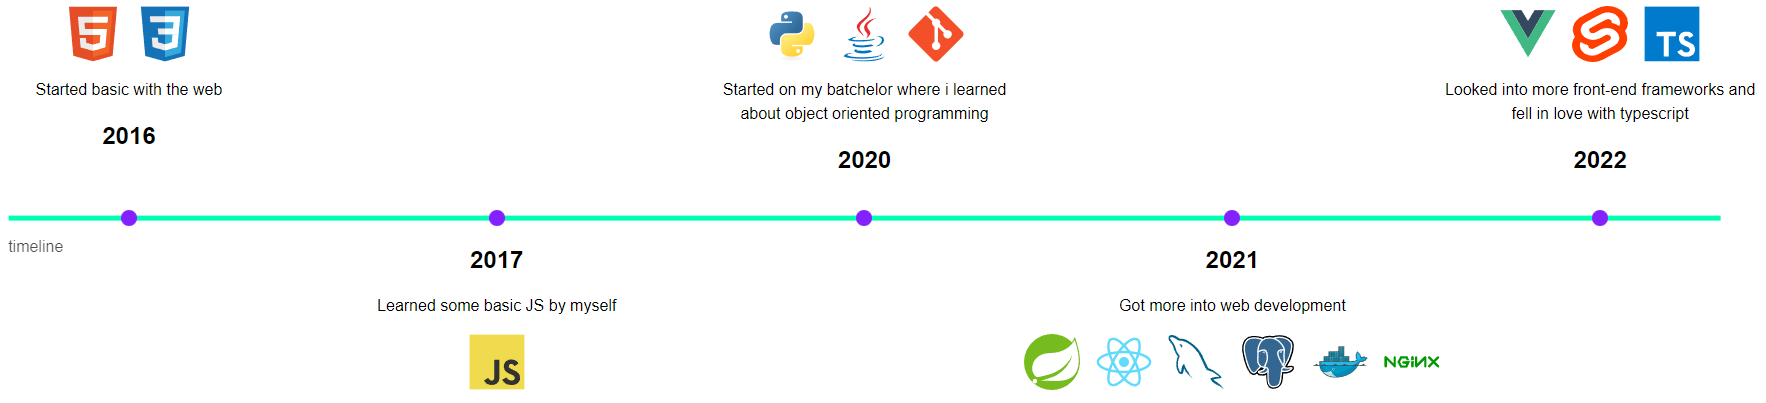 5 3
Started basic with the web
2016
timeline
2017
Learned some basic JS by myself
JS
Started on my batchelor where i learned
about object oriented programming
2020
2021
Got more into web development
NGINX
TS
Looked into more front-end frameworks and
fell in love with typescript
2022